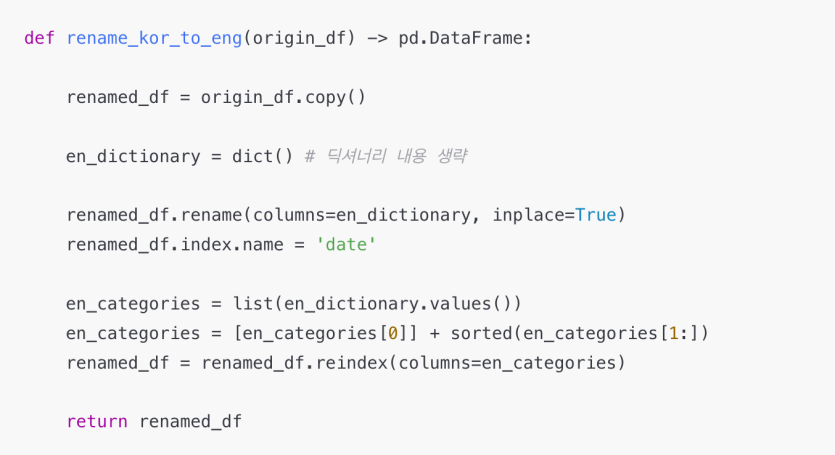 def rename_kor_to_eng(origin_df) -> pd.DataFrame:
    renamed_df = origin_df.copy()
    en_dictionary = dict() # 딕셔너리 내용 생략
    renamed_df.rename(columns=en_dictionary, inplace=True)
    renamed_df.index.name = 'date'
    en_categories = list(en_dictionary.values())
    en_categories = [en_categories[0]] + sorted(en_categories[1:])
    renamed_df = renamed_df.reindex(columns=en_categories)
    return renamed_df